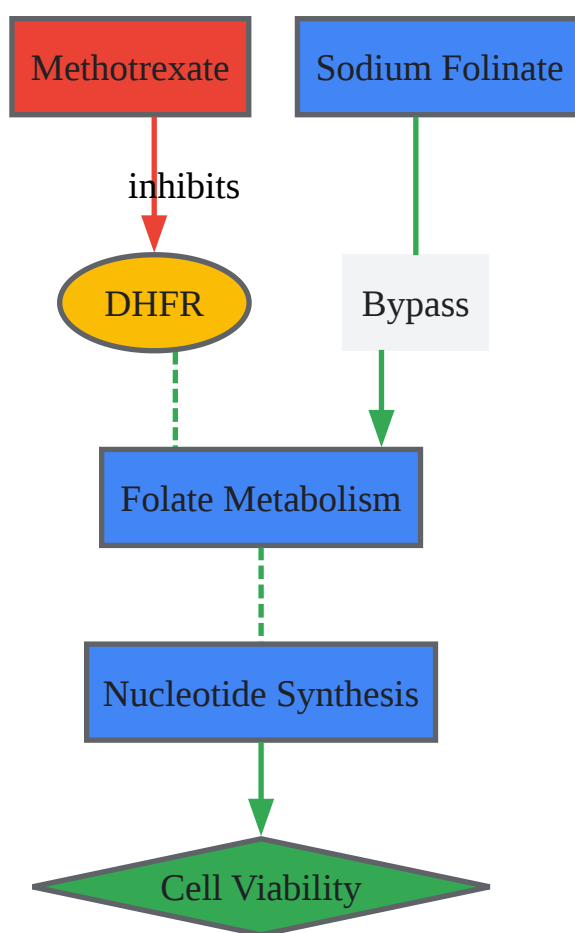 Methotrexate
Sodium Folinate
inhibits
DHFR
Bypass
Folate Metabolism
Nucleotide Synthesis
Cell Viability